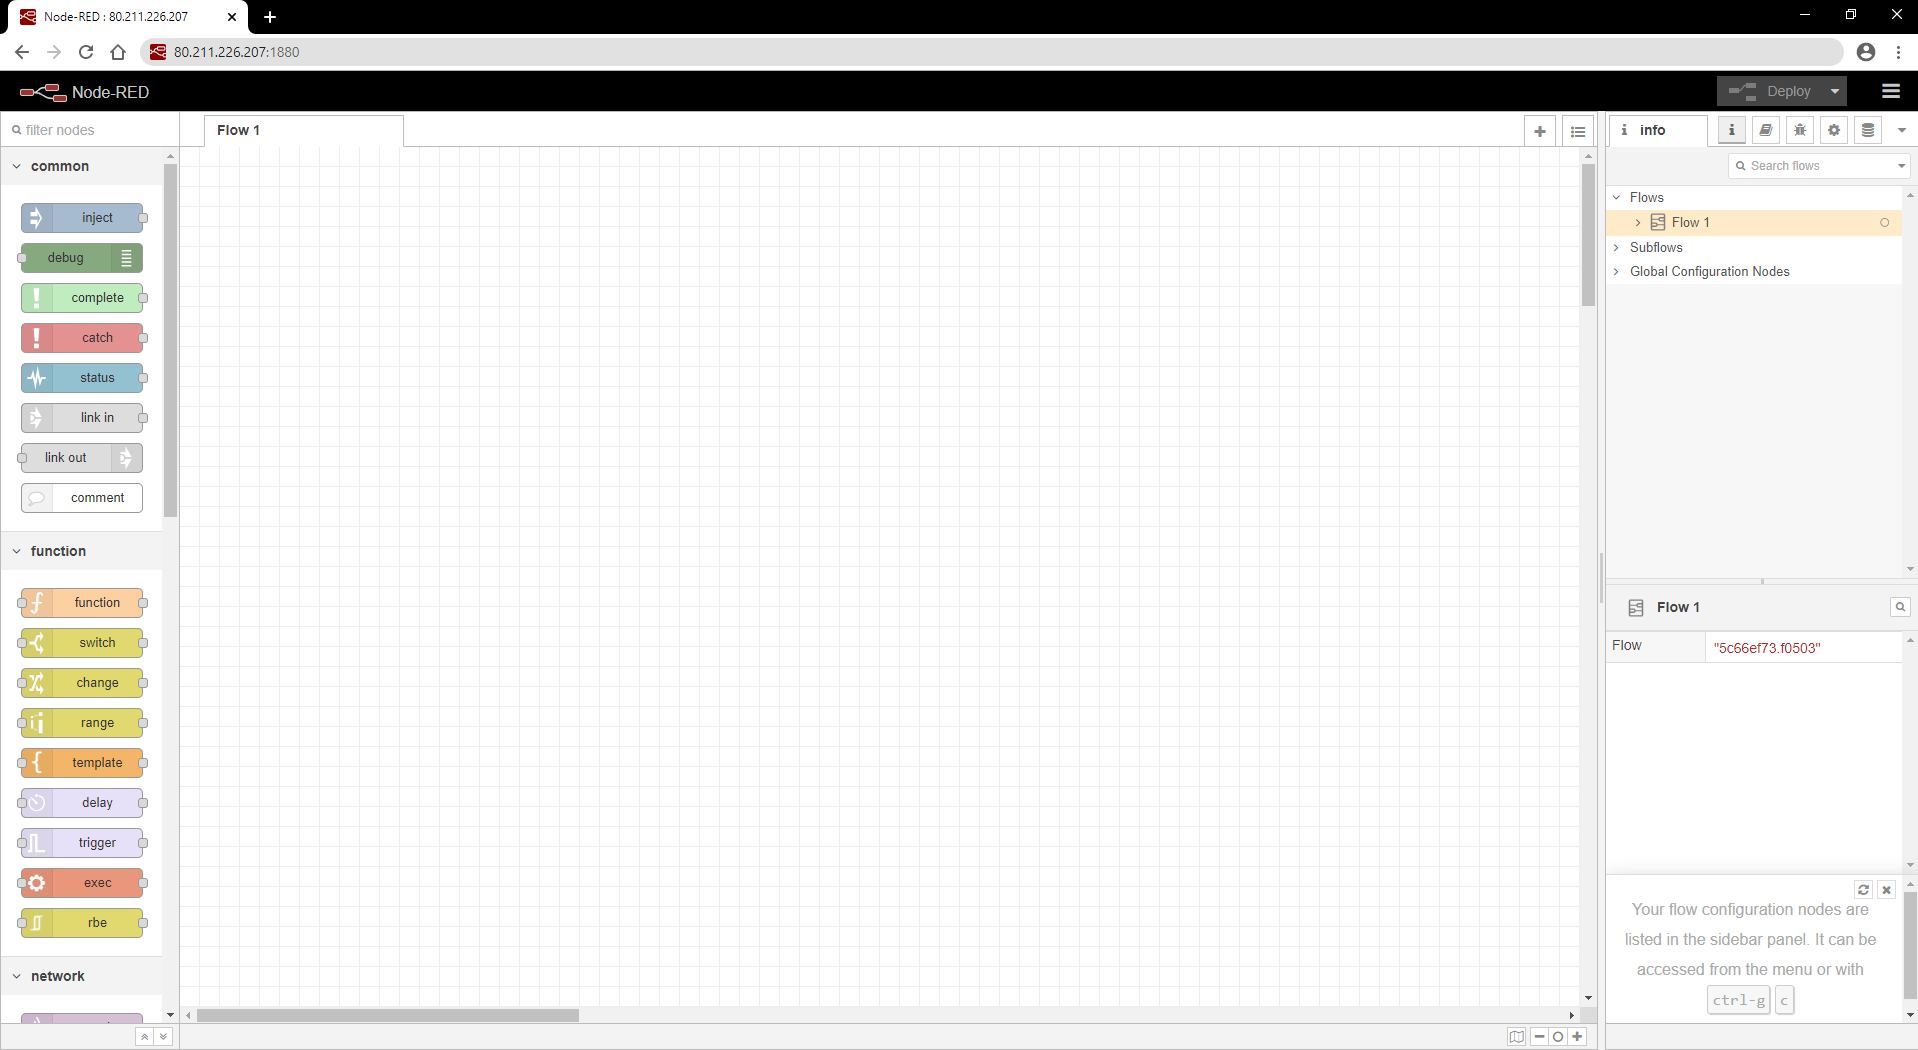 Node-RED : 80.211.226.207
80.211.226.207:1880
Node-RED
Deploy
filter nodes
Flow 1
info
Search flows
common
inject
debug
complete
catch
status
link in
link out
comment
function
function
switch
change
range
template
delay
trigger
exec
rbe
network
Flows
Flow 1
Subflows
Global Configuration Nodes
Flow 1
Flow "5c66ef73.f0503"
Your flow configuration nodes are
listed in the sidebar panel. It can be
accessed from the menu or with
ctrl-g c